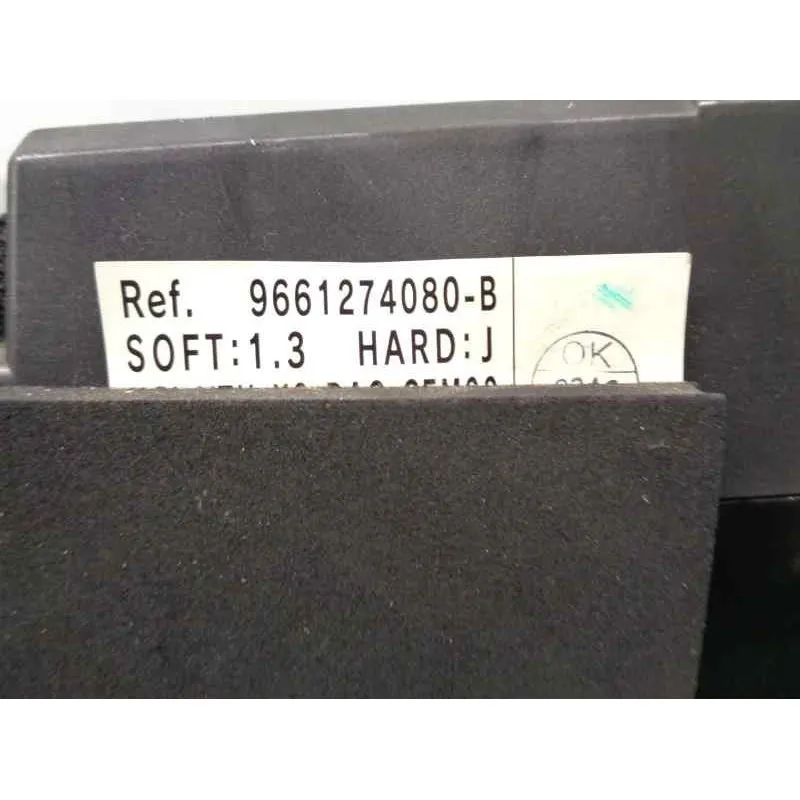 Ref. 9661274080-B
SOFT:1.3 HARD:J
OK